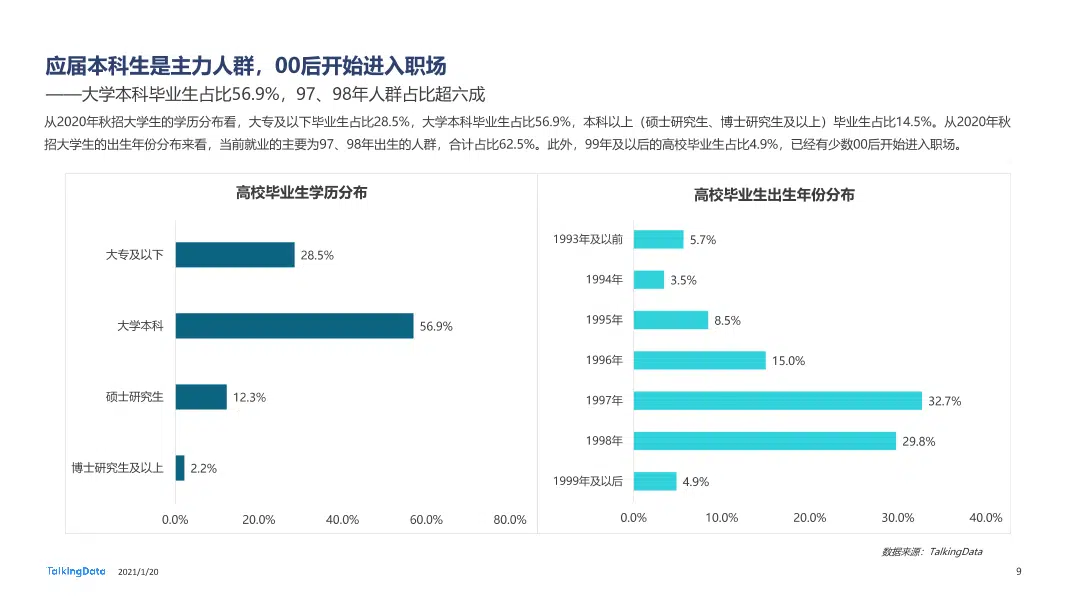 应届本科生是主力人群，00后开始进入职场
——大学本科毕业生占比56.9%，97、98年人群占比超六成
从2020年秋招大学生的学历分布看，大专及以下毕业生占比28.5%，大学本科毕业生占比56.9%，本科以上（硕士研究生、博士研究生及以上）毕业生占比14.5%。从2020年秋
招大学生的出生年份分布来看，当前就业的主要为97、98年出生的人群，合计占比62.5%。此外，99年及以后的高校毕业生占比4.9%，已经有少数00后开始进入职场。
高校毕业生学历分布
大专及以下 28.5%
大学本科 56.9%
硕士研究生 12.3%
博士研究生及以上 2.2%
0.0% 20.0% 40.0% 60.0% 80.0%
高校毕业生出生年份分布
1993年及以前 5.7%
1994年 3.5%
1995年 8.5%
1996年 15.0%
1997年 32.7%
1998年 29.8%
1999年及以后 4.9%
0.0% 10.0% 20.0% 30.0% 40.0%
数据来源：TalkingData
TalkingData 2021/1/20
9